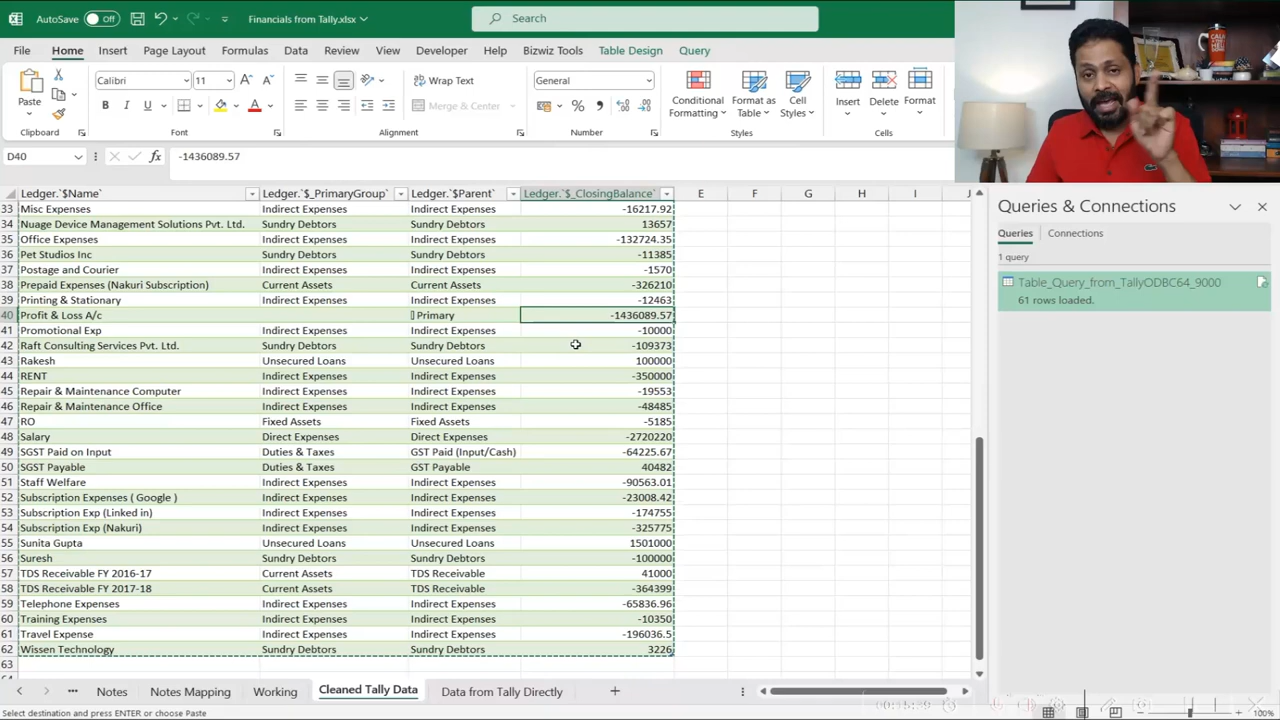 AutoSave Off Financials from Tally.xlsx Search
File Home Insert Page Layout Formulas Data Review View Developer Help Bizwiz Tools Table Design Query
Calibri 11 Wrap Text General
Paste B I U Merge & Center Conditional Formatting Format as Table Cell Styles Insert Delete Format
Clipboard Font Alignment Number Styles Cells
D40 fx -1436089.57
Ledger.`$Name` Ledger.`$_PrimaryGroup` Ledger.`$Parent` Ledger.`$_ClosingBalance` E F G H I J
33 Misc Expenses Indirect Expenses Indirect Expenses -16217.92
34 Nuage Device Management Solutions Pvt. Ltd. Sundry Debtors Sundry Debtors 13657
35 Office Expenses Indirect Expenses Indirect Expenses -132724.35
36 Pet Studios Inc Sundry Debtors Sundry Debtors -11385
37 Postage and Courier Indirect Expenses Indirect Expenses -1570
38 Prepaid Expenses (Nakuri Subscription) Current Assets Current Assets -326210
39 Printing & Stationary Indirect Expenses Indirect Expenses -12463
40 Profit & Loss A/c Primary -1436089.57
41 Promotional Exp Indirect Expenses Indirect Expenses -10000
42 Raft Consulting Services Pvt. Ltd. Sundry Debtors Sundry Debtors -109373
43 Rakesh Unsecured Loans Unsecured Loans 100000
44 RENT Indirect Expenses Indirect Expenses -350000
45 Repair & Maintenance Computer Indirect Expenses Indirect Expenses -19553
46 Repair & Maintenance Office Indirect Expenses Indirect Expenses -48485
47 RO Fixed Assets Fixed Assets -5185
48 Salary Direct Expenses Direct Expenses -2720220
49 SGST Paid on Input Duties & Taxes GST Paid (Input/Cash) -64225.67
50 SGST Payable Duties & Taxes GST Payable 40482
51 Staff Welfare Indirect Expenses Indirect Expenses -90563.01
52 Subscription Expenses ( Google ) Indirect Expenses Indirect Expenses -23008.42
53 Subscription Exp (Linked in) Indirect Expenses Indirect Expenses -174755
54 Subscription Exp (Nakuri) Indirect Expenses Indirect Expenses -325775
55 Sunita Gupta Unsecured Loans Unsecured Loans 1501000
56 Suresh Sundry Debtors Sundry Debtors -100000
57 TDS Receivable FY 2016-17 Current Assets TDS Receivable 41000
58 TDS Receivable FY 2017-18 Current Assets TDS Receivable -364399
59 Telephone Expenses Indirect Expenses Indirect Expenses -65836.96
60 Training Expenses Indirect Expenses Indirect Expenses -10350
61 Travel Expense Indirect Expenses Indirect Expenses -196036.5
62 Wissen Technology Sundry Debtors Sundry Debtors 3226
63
Queries & Connections
Queries Connections
1 query
Table_Query_from_TallyODBC64_9000
61 rows loaded.
Notes Notes Mapping Working Cleaned Tally Data Data from Tally Directly
Select destination and press ENTER or choose Paste 100%